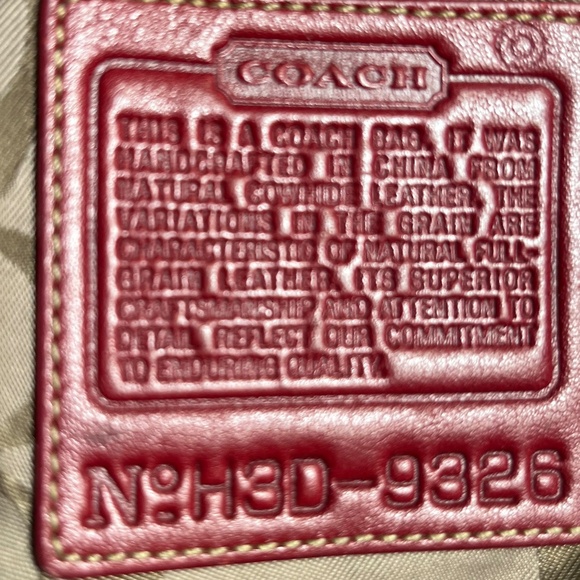 COACH
THIS IS A COACH BAG. IT WAS
HANDCRAFTED IN CHINA FROM
NATURAL COWHIDE LEATHER. THE
VARIATIONS IN THE GRAIN ARE
CHARACTERISTIC OF NATURAL FULL-
GRAIN LEATHER. ITS SUPERIOR
CRAFTSMANSHIP AND ATTENTION TO
DETAIL REFLECT OUR COMMITMENT
TO ENDURING QUALITY.
Nº:H3D-9326